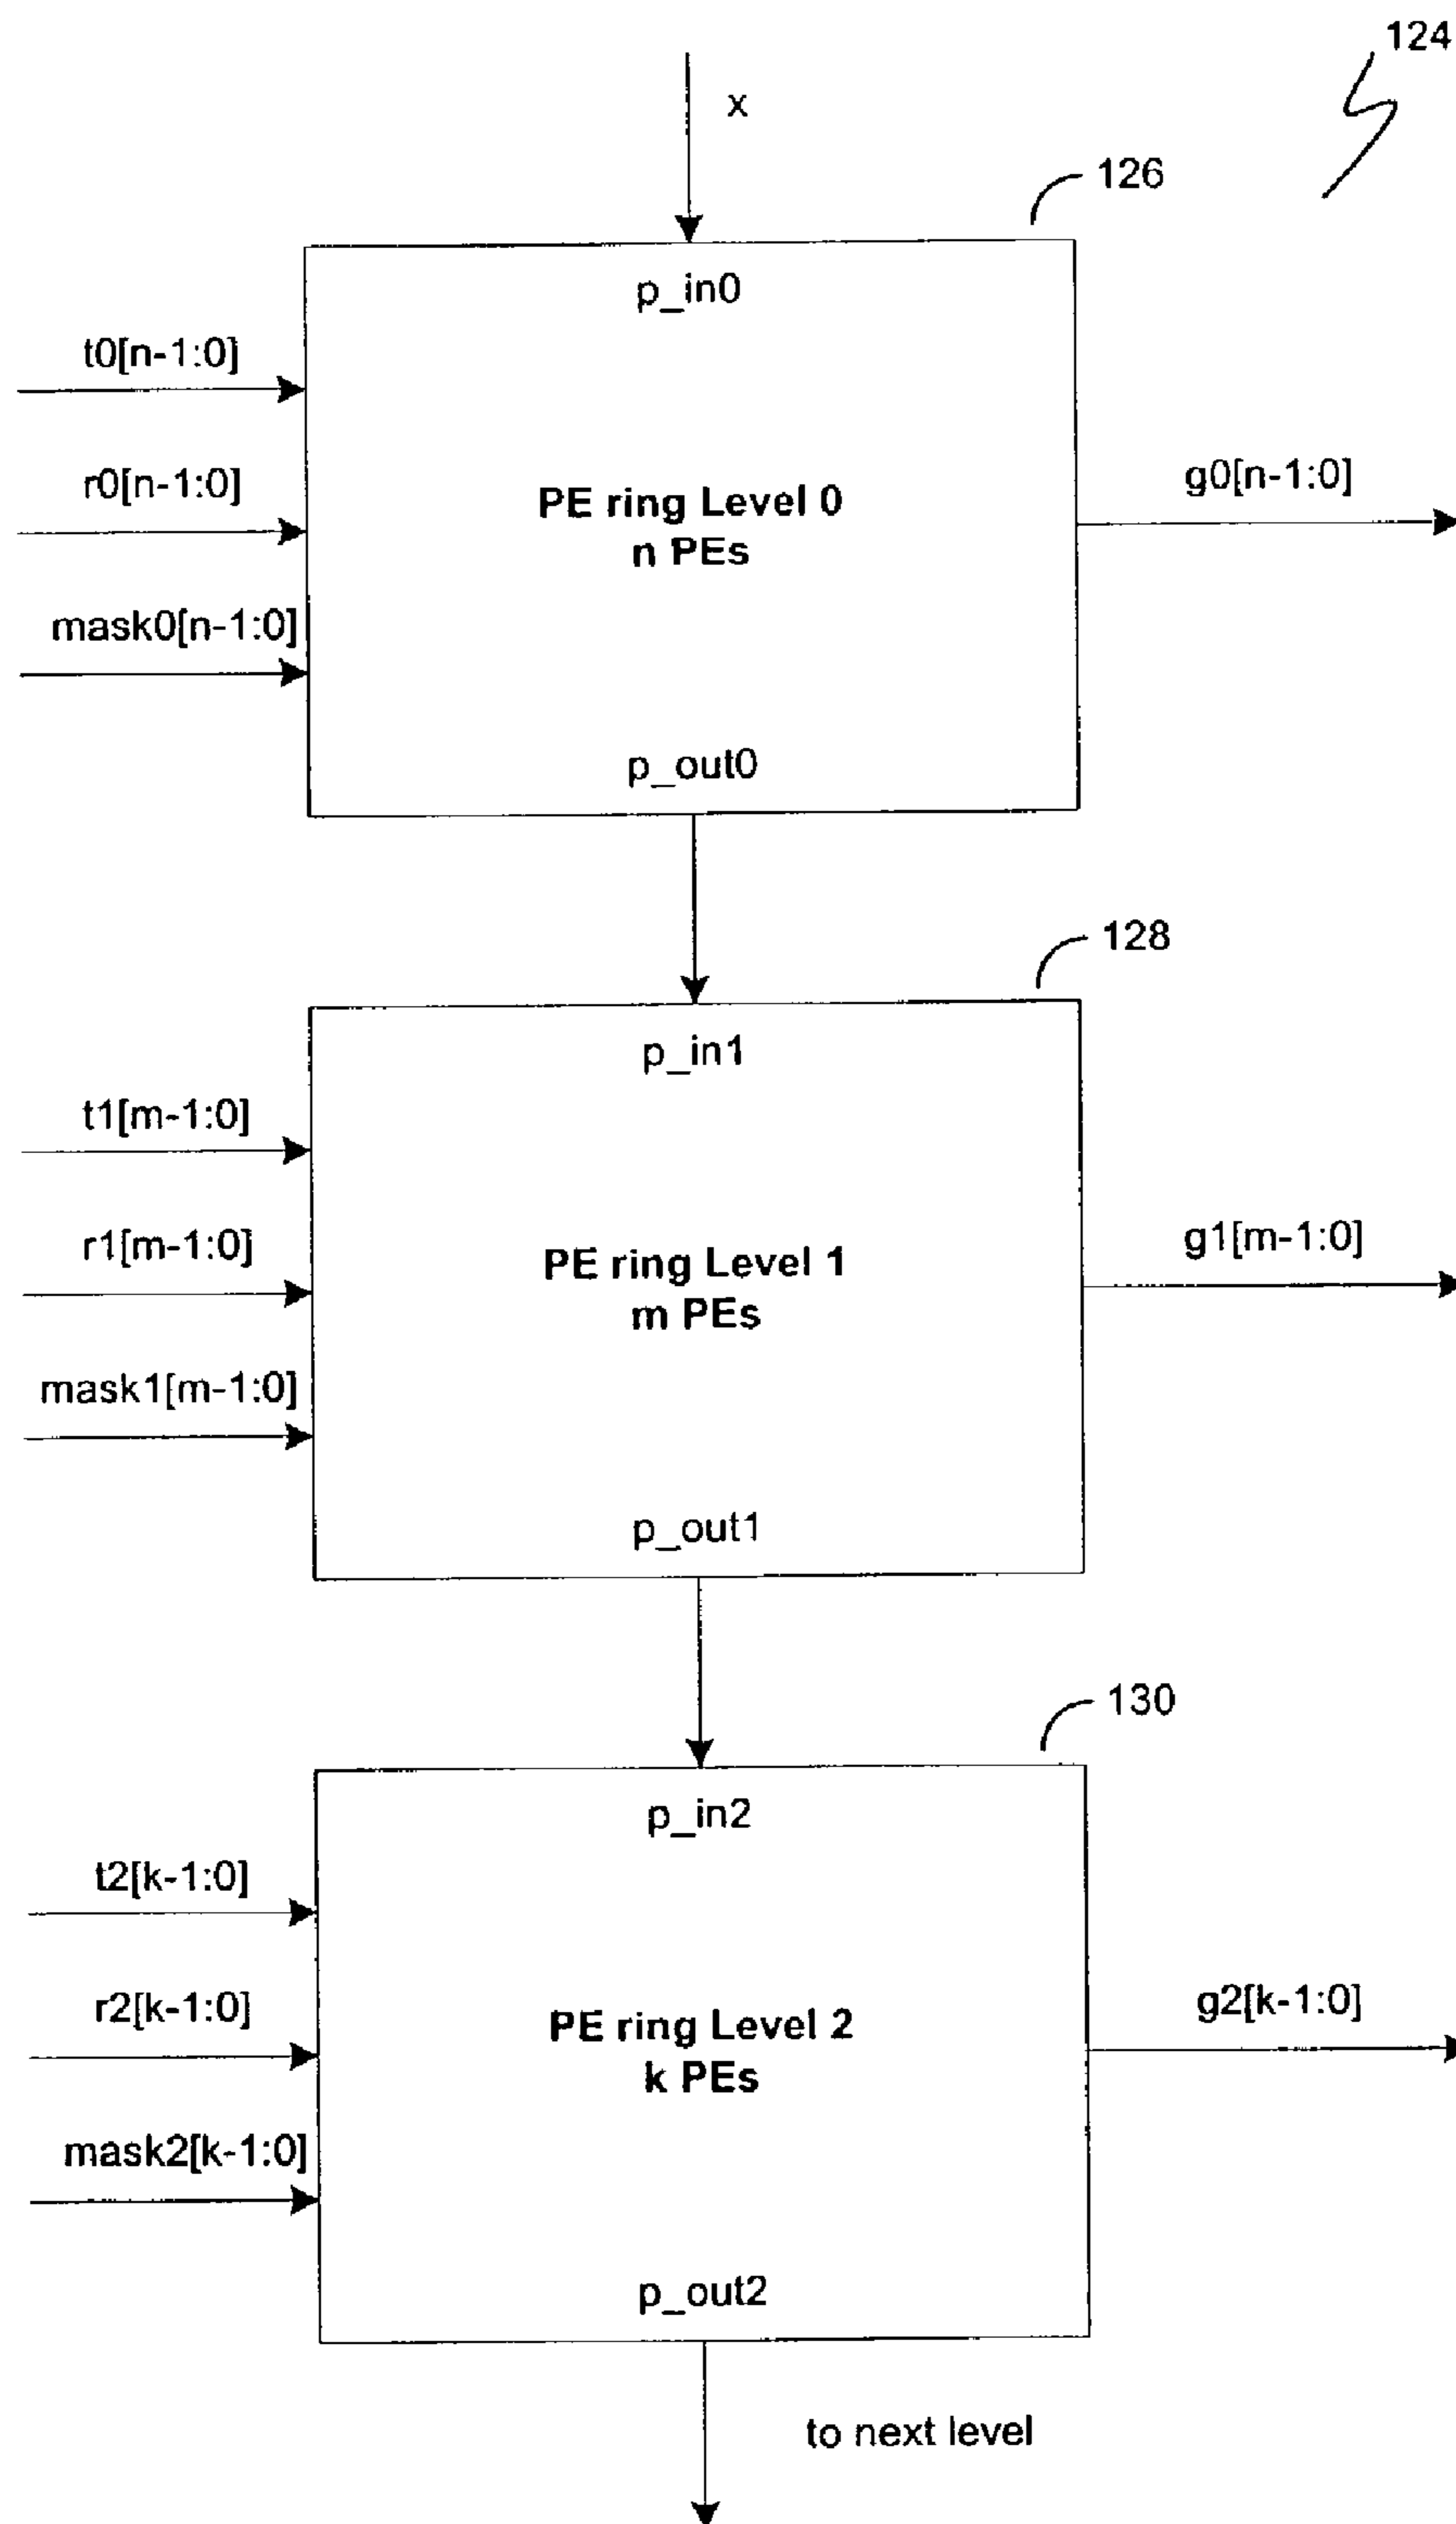 124
x
126
p_in0
t0[n-1:0]
r0[n-1:0]
mask0[n-1:0]
PE ring Level 0
n PEs
g0[n-1:0]
p_out0
128
p_in1
t1[m-1:0]
r1[m-1:0]
mask1[m-1:0]
PE ring Level 1
m PEs
g1[m-1:0]
p_out1
130
p_in2
t2[k-1:0]
r2[k-1:0]
mask2[k-1:0]
PE ring Level 2
k PEs
g2[k-1:0]
p_out2
to next level